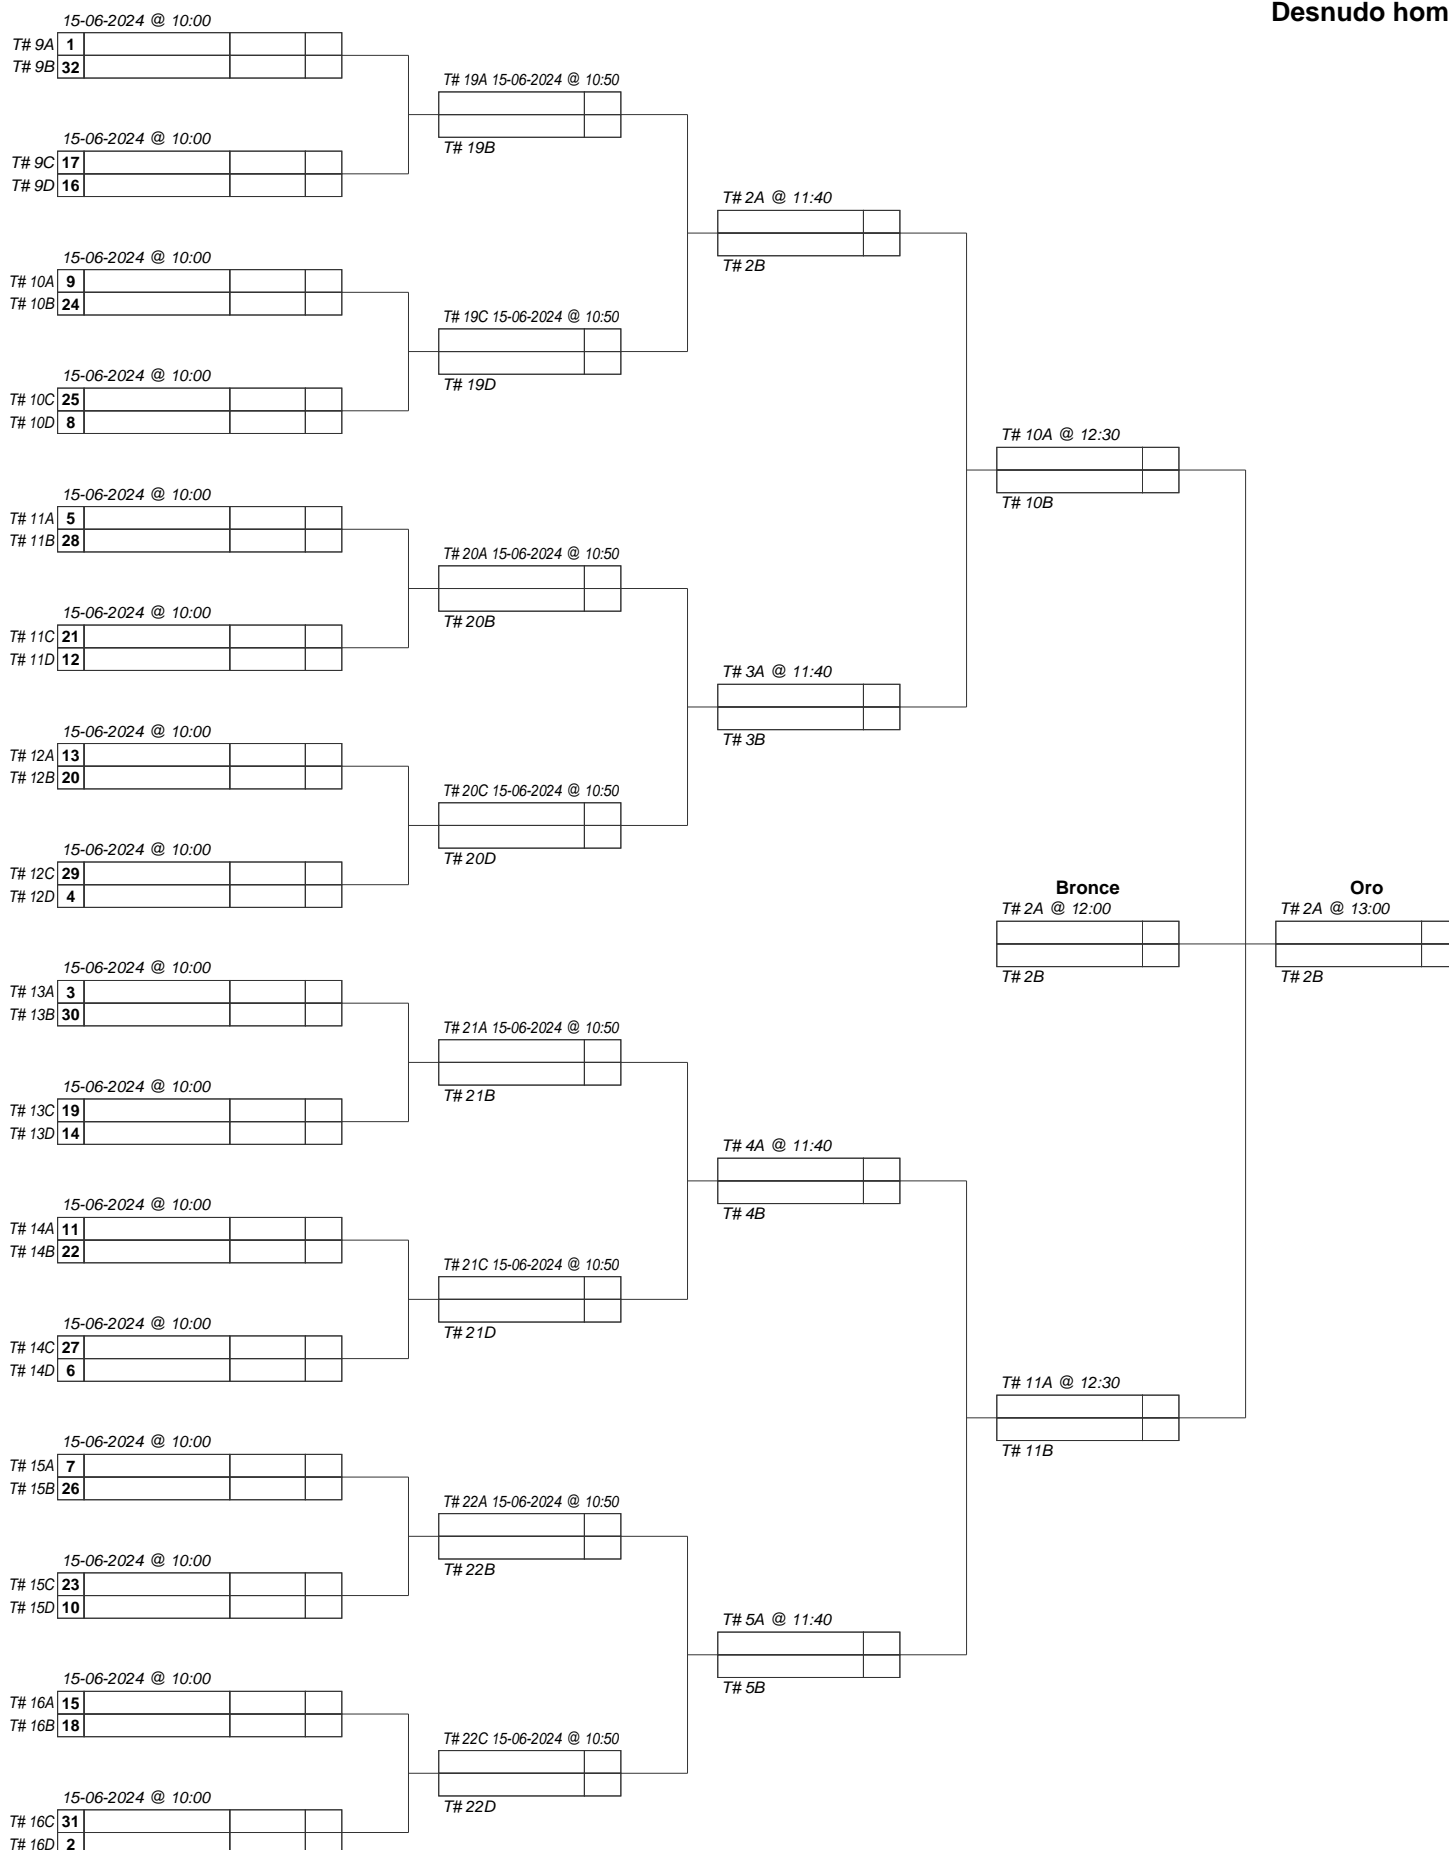 Desnudo hom
15-06-2024 @ 10:00
T# 9A 1
T# 9B 32
15-06-2024 @ 10:00
T# 9C 17
T# 9D 16
15-06-2024 @ 10:00
T# 10A 9
T# 10B 24
15-06-2024 @ 10:00
T# 10C 25
T# 10D 8
15-06-2024 @ 10:00
T# 11A 5
T# 11B 28
15-06-2024 @ 10:00
T# 11C 21
T# 11D 12
15-06-2024 @ 10:00
T# 12A 13
T# 12B 20
15-06-2024 @ 10:00
T# 12C 29
T# 12D 4
15-06-2024 @ 10:00
T# 13A 3
T# 13B 30
15-06-2024 @ 10:00
T# 13C 19
T# 13D 14
15-06-2024 @ 10:00
T# 14A 11
T# 14B 22
15-06-2024 @ 10:00
T# 14C 27
T# 14D 6
15-06-2024 @ 10:00
T# 15A 7
T# 15B 26
15-06-2024 @ 10:00
T# 15C 23
T# 15D 10
15-06-2024 @ 10:00
T# 16A 15
T# 16B 18
15-06-2024 @ 10:00
T# 16C 31
T# 16D 2
T# 19A 15-06-2024 @ 10:50
T# 19B
T# 19C 15-06-2024 @ 10:50
T# 19D
T# 20A 15-06-2024 @ 10:50
T# 20B
T# 20C 15-06-2024 @ 10:50
T# 20D
T# 21A 15-06-2024 @ 10:50
T# 21B
T# 21C 15-06-2024 @ 10:50
T# 21D
T# 22A 15-06-2024 @ 10:50
T# 22B
T# 22C 15-06-2024 @ 10:50
T# 22D
T# 2A @ 11:40
T# 2B
T# 3A @ 11:40
T# 3B
T# 4A @ 11:40
T# 4B
T# 5A @ 11:40
T# 5B
T# 10A @ 12:30
T# 10B
Bronce
T# 2A @ 12:00
T# 2B
T# 11A @ 12:30
T# 11B
Oro
T# 2A @ 13:00
T# 2B